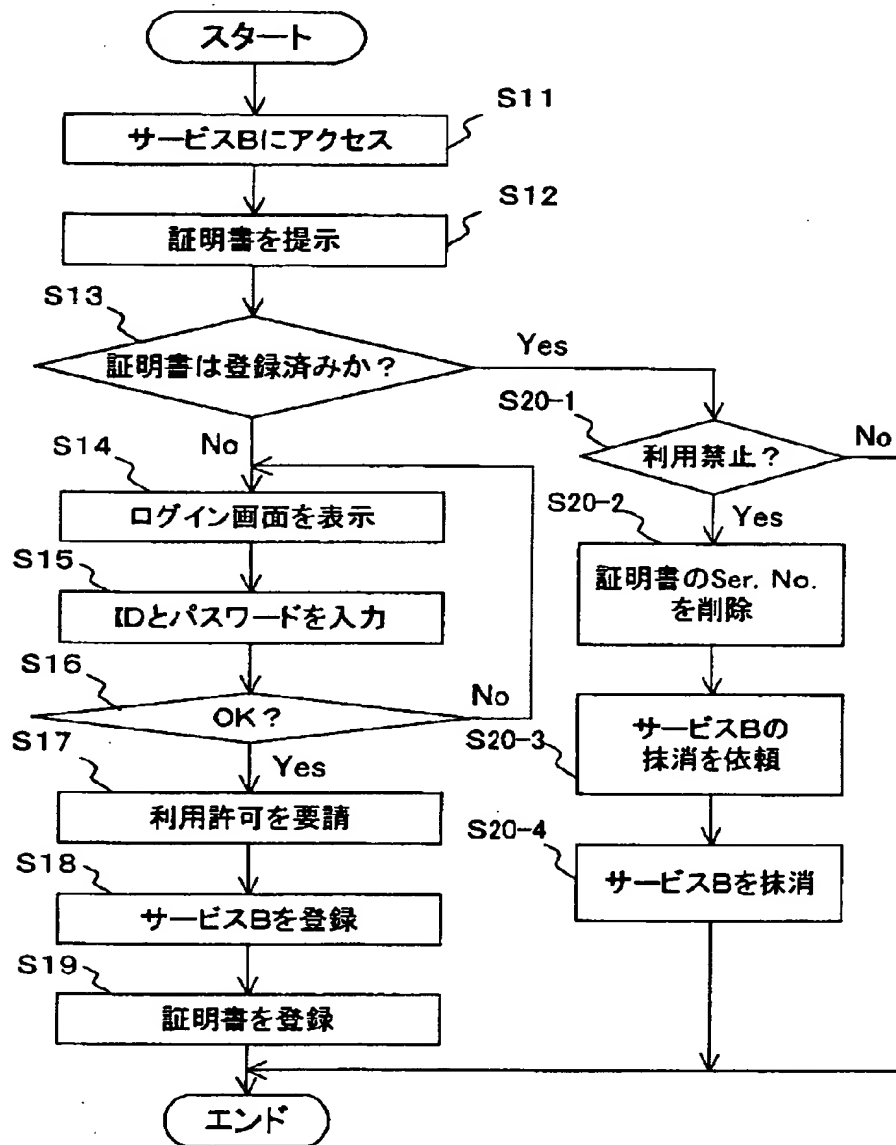 スタート
S11
サービスBにアクセス
S12
証明書を提示
S13
証明書は登録済みか?
Yes
No
S20-1
利用禁止?
No
Yes
S14
ログイン画面を表示
S15
IDとパスワードを入力
S16
OK?
No
Yes
S17
利用許可を要請
S18
サービスBを登録
S19
証明書を登録
S20-2
証明書のSer. No.
を削除
S20-3
サービスBの
抹消を依頼
S20-4
サービスBを抹消
エンド